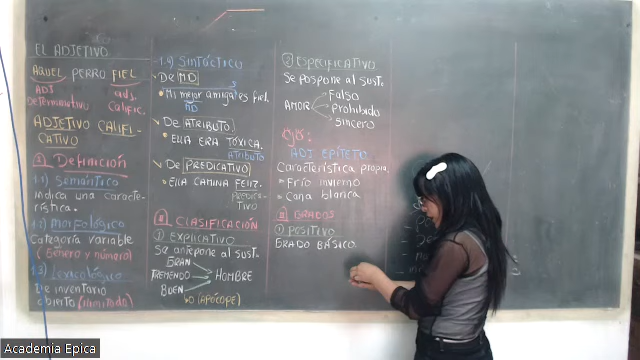 EL ADJETIVO
AQUEL PERRO FIEL
ADJ adj.
Determinativo Calific.
ADJETIVO CALIFI-
CATIVO
I Definición
1.1) Semántico
Indica una caracte-
rística.
1.2) Morfológico
Categoría variable
(Género y número)
1.3) Lexicológico
De inventario
abierto (ilimitado)
1.4) SINTÁCTICO
De MD
Mi mejor amiga es fiel.
MD
De ATRIBUTO
ELLA ERA TÓXICA.
ATRIBUTO
De PREDICATIVO
ELLA CAMINA FELIZ.
PREDICA-
TIVO
II CLASIFICACIÓN
① EXPLICATIVO
Se antepone al sust.
GRAN
TREMENDO HOMBRE
BUEN
(APÓCOPE)
② ESPECIFICATIVO
Se pospone al sust.
Falso
AMOR Prohibido
Sincero
Ojo:
ADJ. EPÍTETO
Característica propia.
Frío invierno
Cana blanca
III GRADOS
① POSITIVO
GRADO BÁSICO
Academia Epica